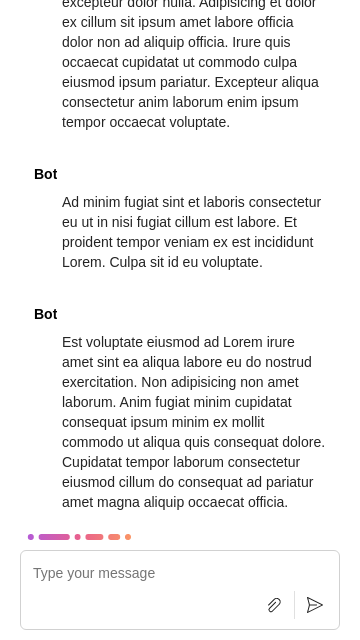 excepteur dolor nulla. Adipisicing et dolor
ex cillum sit ipsum amet labore officia
dolor non ad aliquip officia. Irure quis
occaecat cupidatat ut commodo culpa
eiusmod ipsum pariatur. Excepteur aliqua
consectetur anim laborum enim ipsum
tempor occaecat voluptate.
Bot
Ad minim fugiat sint et laboris consectetur
eu ut in nisi fugiat cillum est labore. Et
proident tempor veniam ex est incididunt
Lorem. Culpa sit id eu voluptate.
Bot
Est voluptate eiusmod ad Lorem irure
amet sint ea aliqua labore eu do nostrud
exercitation. Non adipisicing non amet
laborum. Anim fugiat minim cupidatat
consequat ipsum minim ex mollit
commodo ut aliqua quis consequat dolore.
Cupidatat tempor laborum consectetur
eiusmod cillum do consequat ad pariatur
amet magna aliquip occaecat officia.
Type your message